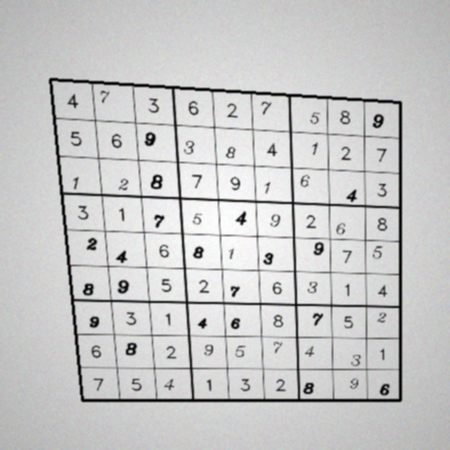 4 7 3 6 2 7 5 8 9
5 6 9 3 8 4 1 2 7
1 2 8 7 9 1 6 4 3
3 1 7 5 4 9 2 6 8
2 4 6 8 1 3 9 7 5
8 9 5 2 7 6 3 1 4
9 3 1 4 6 8 7 5 2
6 8 2 9 5 7 4 3 1
7 5 4 1 3 2 8 9 6